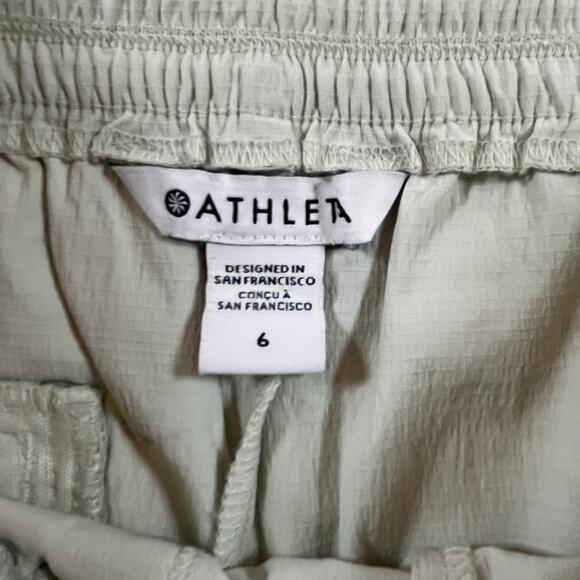 ATHLETA
DESIGNED IN
SAN FRANCISCO
CONÇU À
SAN FRANCISCO
6